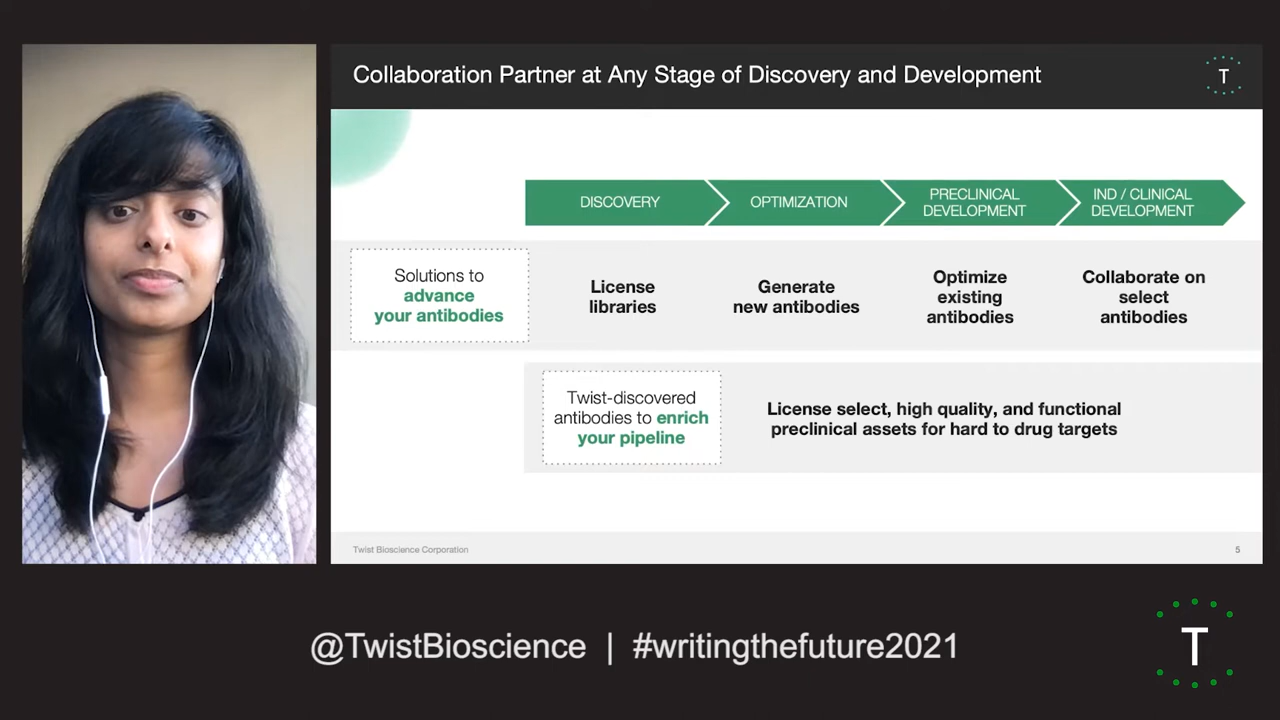 Collaboration Partner at Any Stage of Discovery and Development
T
DISCOVERY
OPTIMIZATION
PRECLINICAL
DEVELOPMENT
IND / CLINICAL
DEVELOPMENT
Solutions to
advance
your antibodies
License
libraries
Generate
new antibodies
Optimize
existing
antibodies
Collaborate on
select
antibodies
Twist-discovered
antibodies to enrich
your pipeline
License select, high quality, and functional
preclinical assets for hard to drug targets
Twist Bioscience Corporation
5
@TwistBioscience | #writingthefuture2021
T